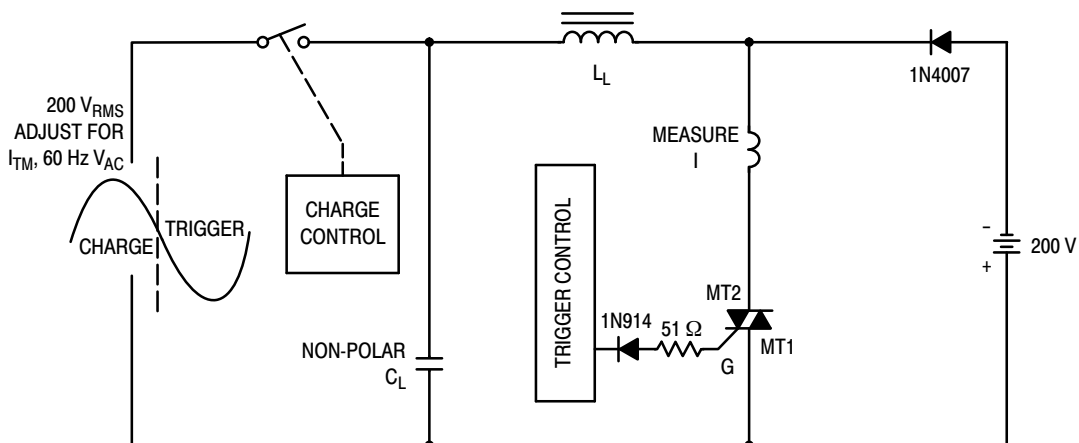 L_L
1N4007
200 V_RMS
ADJUST FOR
I_TM, 60 Hz V_AC
MEASURE
I
CHARGE
CONTROL
TRIGGER
CHARGE
TRIGGER CONTROL
-
+
200 V
MT2
1N914
51 Ω
MT1
G
NON-POLAR
C_L